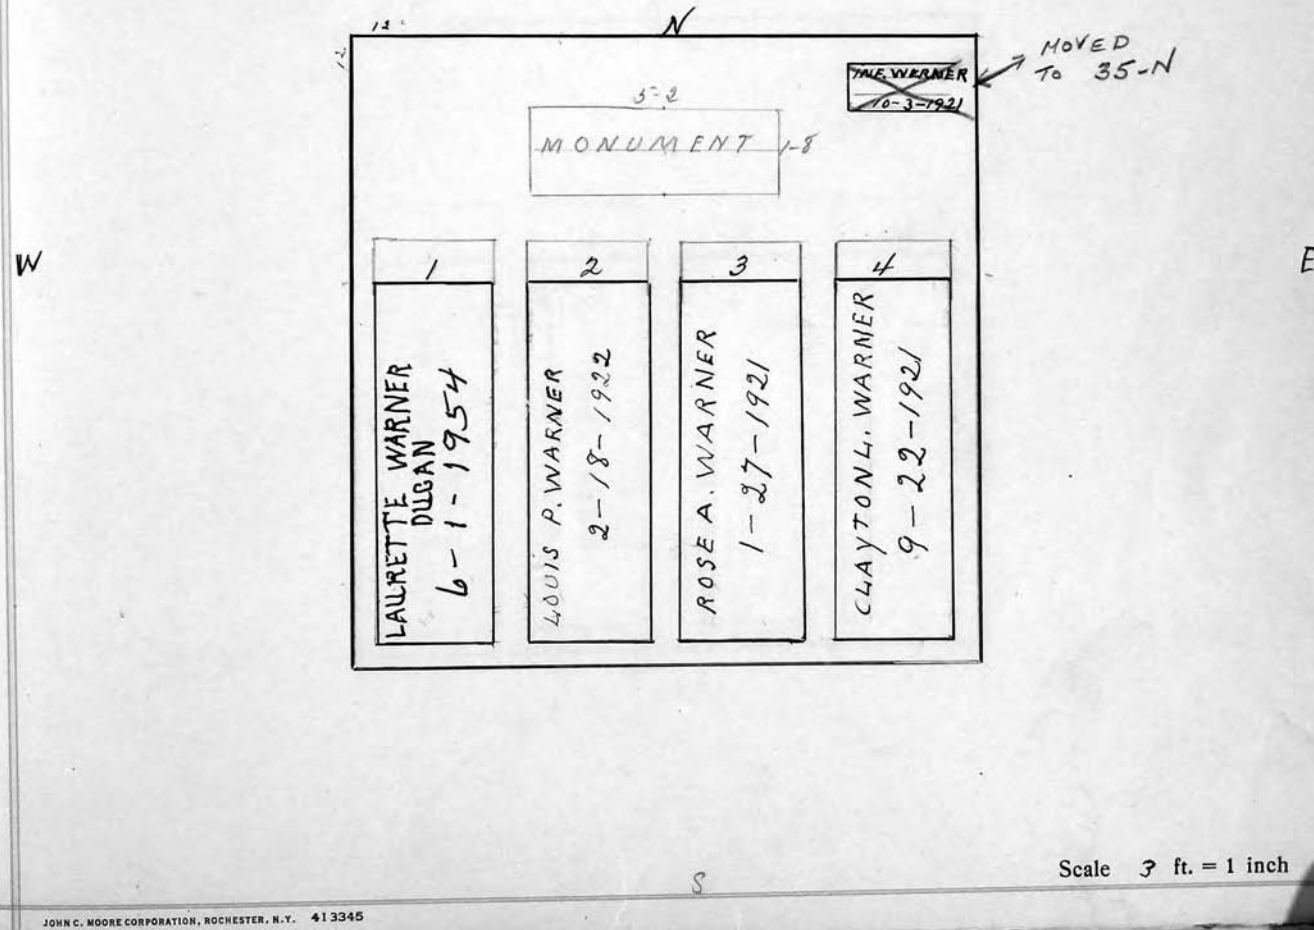 12
N
12
INF. WARNER
10-3-1921
MOVED
To 35-N
5-2
MONUMENT
1-8
W
E
1
2
3
4
LAURETTE WARNER
DUGAN
6-1-1954
LOUIS P. WARNER
2-18-1922
ROSE A. WARNER
1-27-1921
CLAYTON L. WARNER
9-22-1921
Scale 3 ft. = 1 inch
S
JOHN C. MOORE CORPORATION, ROCHESTER, N.Y. 413345